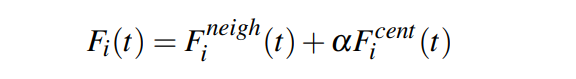 F_i(t) = F_i^{neigh}(t) + αF_i^{cent}(t)